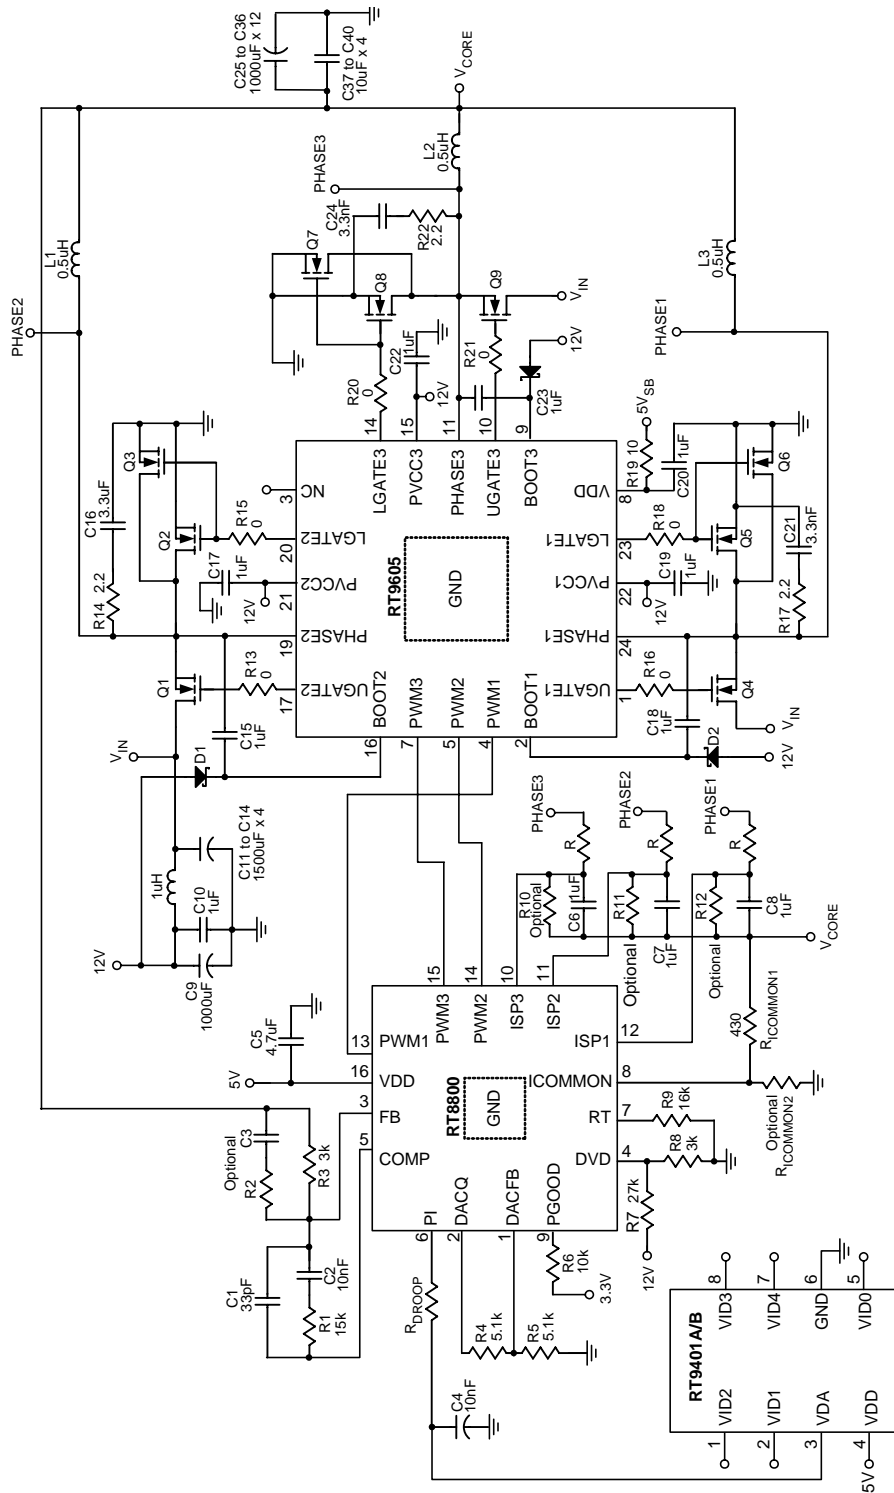 C25 to C36
1000uF x 12
C37 to C40
10uF x 4
VCORE
PHASE2
L1
0.5uH
PHASE3
L2
0.5uH
PHASE1
L3
0.5uH
C24
3.3nF
R22
2.2
Q7
Q8
Q9
VIN
R20
0
C22
1uF
12V
R21
0
C23
1uF
12V
C16
3.3uF
R14 2.2
Q3
Q2
R15
0
C17
1uF
12V
Q1
R13
0
C15
1uF
VIN
D1
14
LGATE3
15
PVCC3
11
PHASE3
10
UGATE3
9
BOOT3
3
NC
20
LGATE2
21
PVCC2
19
PHASE2
17
UGATE2
16
BOOT2
7
PWM3
5
PWM2
4
PWM1
RT9605
GND
VDD
8
LGATE1
23
PVCC1
22
PHASE1
24
UGATE1
1
BOOT1
2
5VSB
R19 10
C20
1uF
R18
0
Q6
Q5
C21
3.3nF
R17 2.2
C19
1uF
12V
R16
0
Q4
C18
1uF
VIN
D2
12V
12V
C9
1000uF
C10
1uF
1uH
C11 to C14
1500uF x 4
5V
C5
4.7uF
Optional
C3
R2
R3 3k
C1
33pF
C2
10nF
R1
15k
13
PWM1
16
VDD
3
FB
5
COMP
15
PWM3
14
PWM2
10
ISP3
11
ISP2
12
ISP1
8
ICOMMON
7
RT
4
DVD
RT8800
GND
6
PI
2
DACQ
1
DACFB
9
PGOOD
RDROOP
C4
10nF
R4
5.1k
R5
5.1k
R6
10k
3.3V
R7 27k
12V
R8
3k
R9
16k
PHASE3
R
R10
Optional
C6
1uF
PHASE2
R
R11
Optional
C7
1uF
PHASE1
R
R12
Optional
C8
1uF
VCORE
430
RICOMMON1
Optional
RICOMMON2
RT9401A/B
1
VID2
2
VID1
3
VDA
4
VDD
5V
8
VID3
7
VID4
6
GND
5
VID0